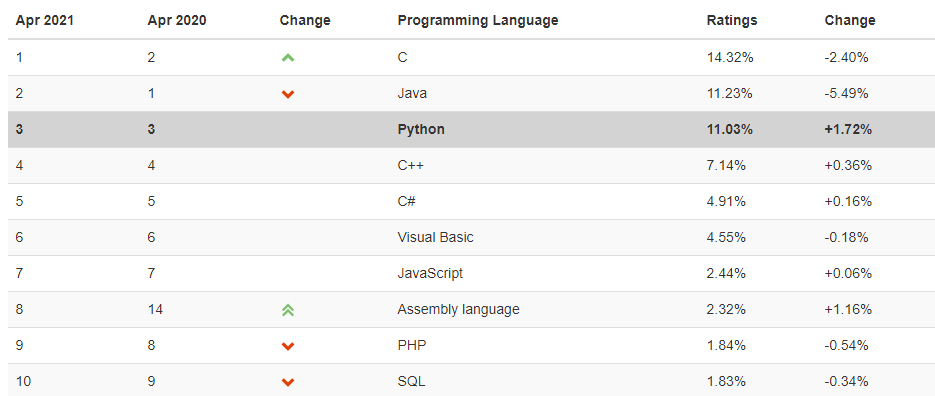 Apr 2021 Apr 2020 Change Programming Language Ratings Change
1 2 C 14.32% -2.40%
2 1 Java 11.23% -5.49%
3 3 Python 11.03% +1.72%
4 4 C++ 7.14% +0.36%
5 5 C# 4.91% +0.16%
6 6 Visual Basic 4.55% -0.18%
7 7 JavaScript 2.44% +0.06%
8 14 Assembly language 2.32% +1.16%
9 8 PHP 1.84% -0.54%
10 9 SQL 1.83% -0.34%